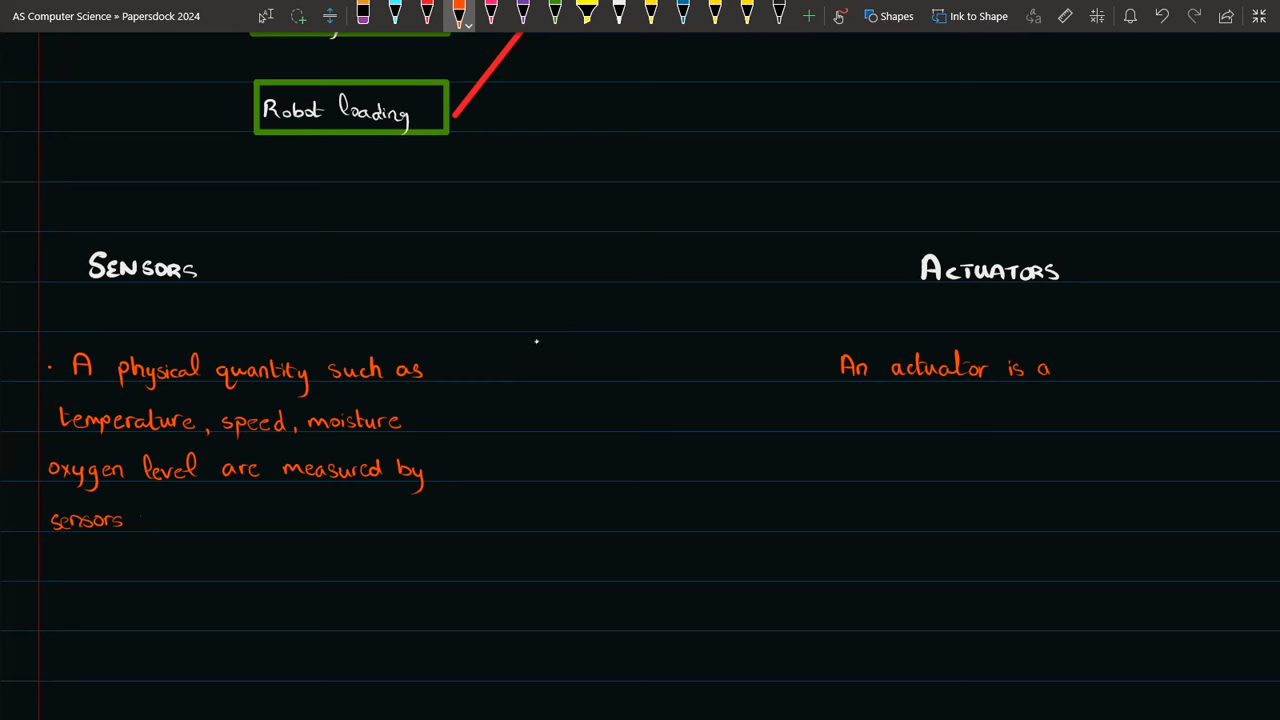 AS Computer Science » Papersdock 2024
Shapes
Ink to Shape
Robot loading
SENSORS
ACTUATORS
· A physical quantity such as
temperature, speed, moisture
oxygen level are measured by
sensors
An actuator is a